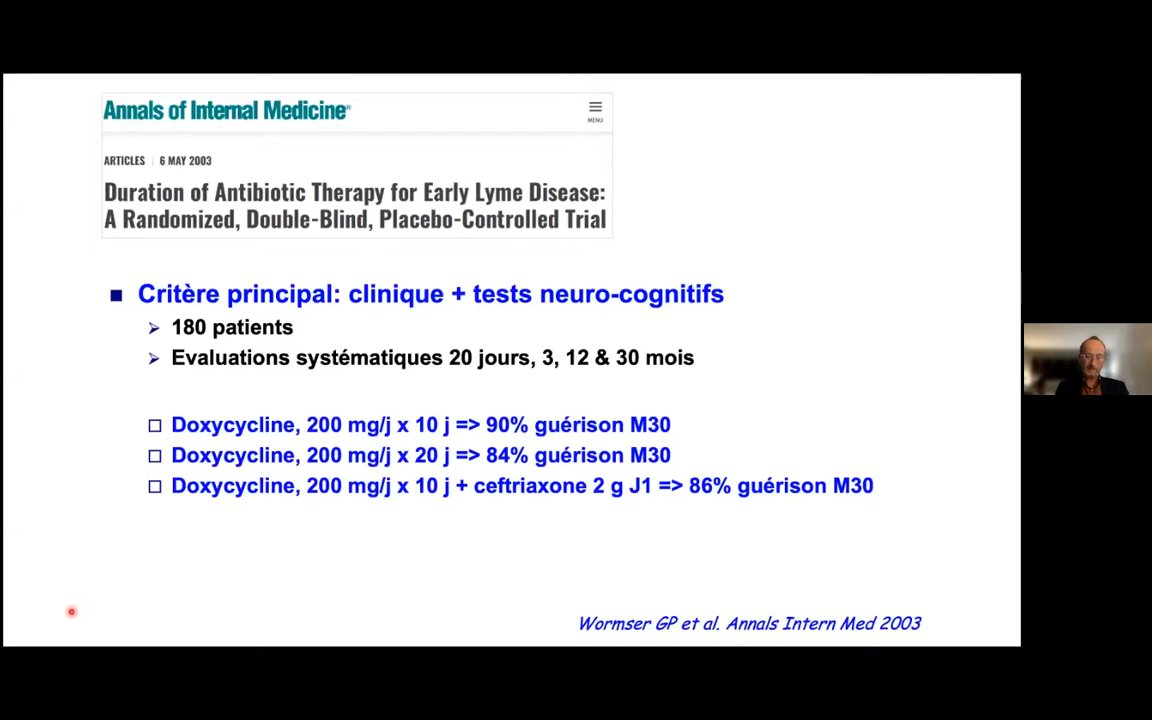 Annals of Internal Medicine®
MENU
ARTICLES | 6 MAY 2003
Duration of Antibiotic Therapy for Early Lyme Disease:
A Randomized, Double-Blind, Placebo-Controlled Trial
Critère principal: clinique + tests neuro-cognitifs
180 patients
Evaluations systématiques 20 jours, 3, 12 & 30 mois
Doxycycline, 200 mg/j x 10 j => 90% guérison M30
Doxycycline, 200 mg/j x 20 j => 84% guérison M30
Doxycycline, 200 mg/j x 10 j + ceftriaxone 2 g J1 => 86% guérison M30
Wormser GP et al. Annals Intern Med 2003